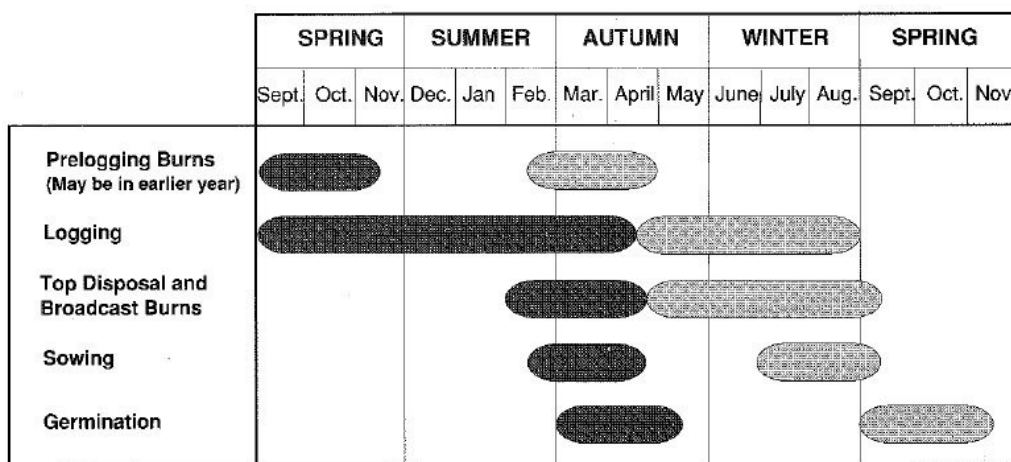 SPRING SUMMER AUTUMN WINTER SPRING
Sept. Oct. Nov. Dec. Jan Feb. Mar. April May June July Aug. Sept. Oct. Nov
Prelogging Burns
(May be in earlier year)
Logging
Top Disposal and
Broadcast Burns
Sowing
Germination